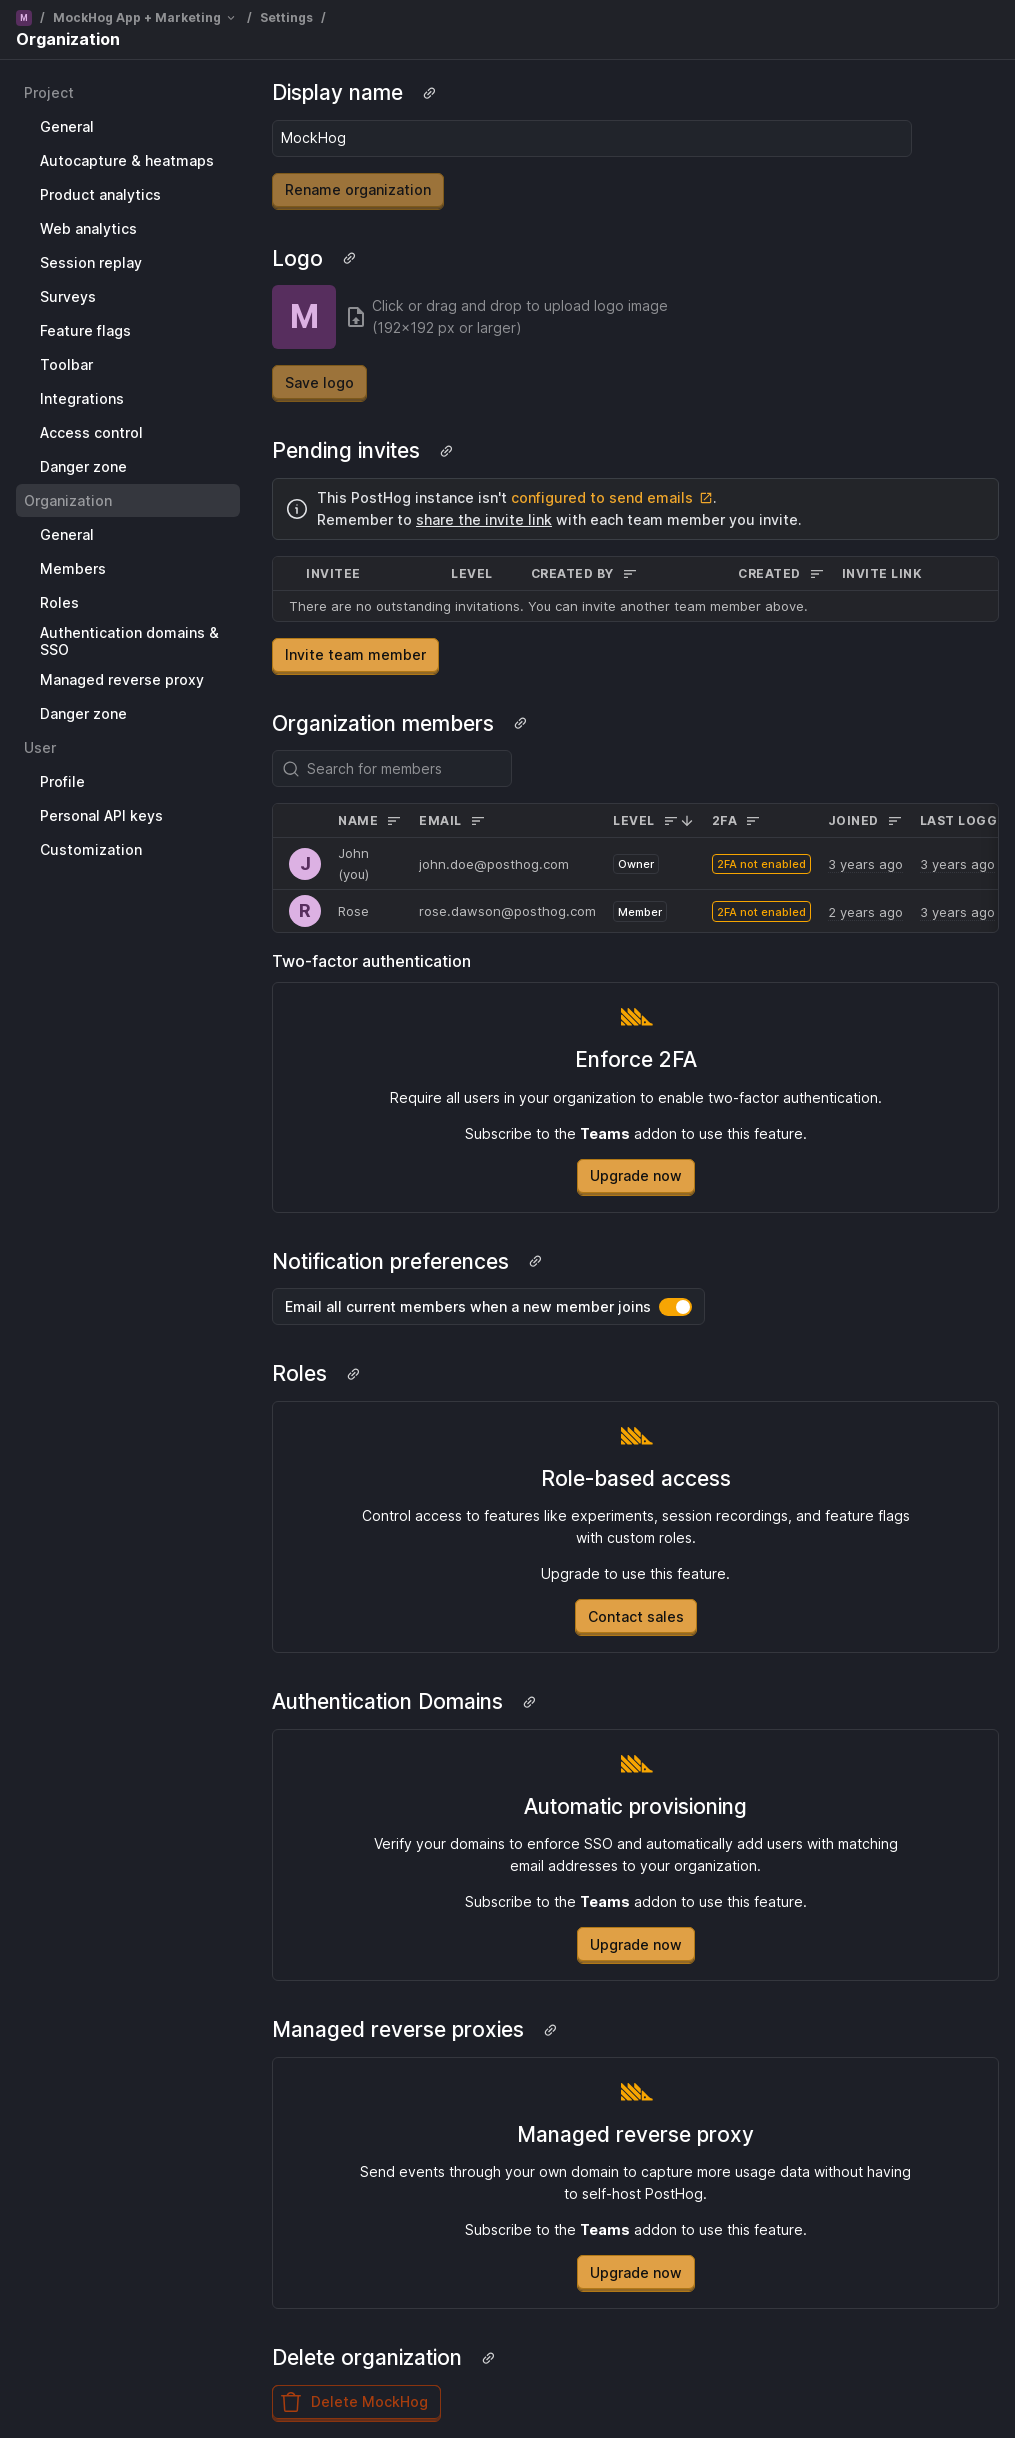 M / MockHog App + Marketing / Settings /
Organization
Project
General
Autocapture & heatmaps
Product analytics
Web analytics
Session replay
Surveys
Feature flags
Toolbar
Integrations
Access control
Danger zone
Organization
General
Members
Roles
Authentication domains &
SSO
Managed reverse proxy
Danger zone
User
Profile
Personal API keys
Customization
Display name
MockHog
Rename organization
Logo
M
Click or drag and drop to upload logo image
(192×192 px or larger)
Save logo
Pending invites
This PostHog instance isn't configured to send emails.
Remember to share the invite link with each team member you invite.
INVITEE LEVEL CREATED BY CREATED INVITE LINK
There are no outstanding invitations. You can invite another team member above.
Invite team member
Organization members
Search for members
NAME EMAIL LEVEL 2FA JOINED LAST LOGG
J John (you) john.doe@posthog.com Owner 2FA not enabled 3 years ago 3 years ago
R Rose rose.dawson@posthog.com Member 2FA not enabled 2 years ago 3 years ago
Two-factor authentication
Enforce 2FA
Require all users in your organization to enable two-factor authentication.
Subscribe to the Teams addon to use this feature.
Upgrade now
Notification preferences
Email all current members when a new member joins
Roles
Role-based access
Control access to features like experiments, session recordings, and feature flags
with custom roles.
Upgrade to use this feature.
Contact sales
Authentication Domains
Automatic provisioning
Verify your domains to enforce SSO and automatically add users with matching
email addresses to your organization.
Subscribe to the Teams addon to use this feature.
Upgrade now
Managed reverse proxies
Managed reverse proxy
Send events through your own domain to capture more usage data without having
to self-host PostHog.
Subscribe to the Teams addon to use this feature.
Upgrade now
Delete organization
Delete MockHog